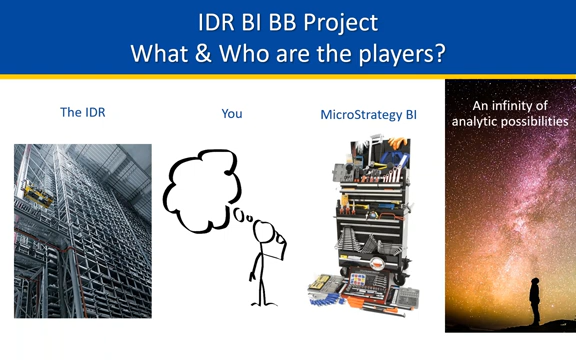 IDR BI BB Project
What & Who are the players?
The IDR
You
MicroStrategy BI
An infinity of
analytic possibilities